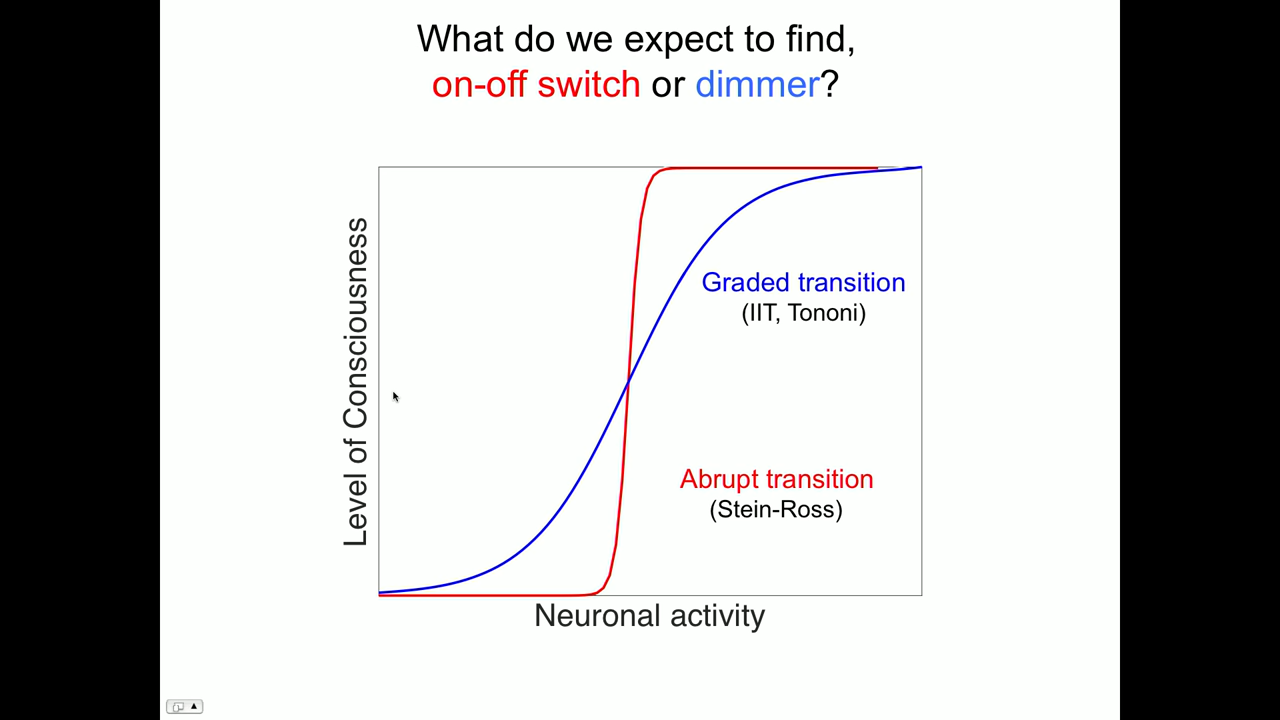 What do we expect to find,
on-off switch or dimmer?
Level of Consciousness
Graded transition
(IIT, Tononi)
Abrupt transition
(Stein-Ross)
Neuronal activity